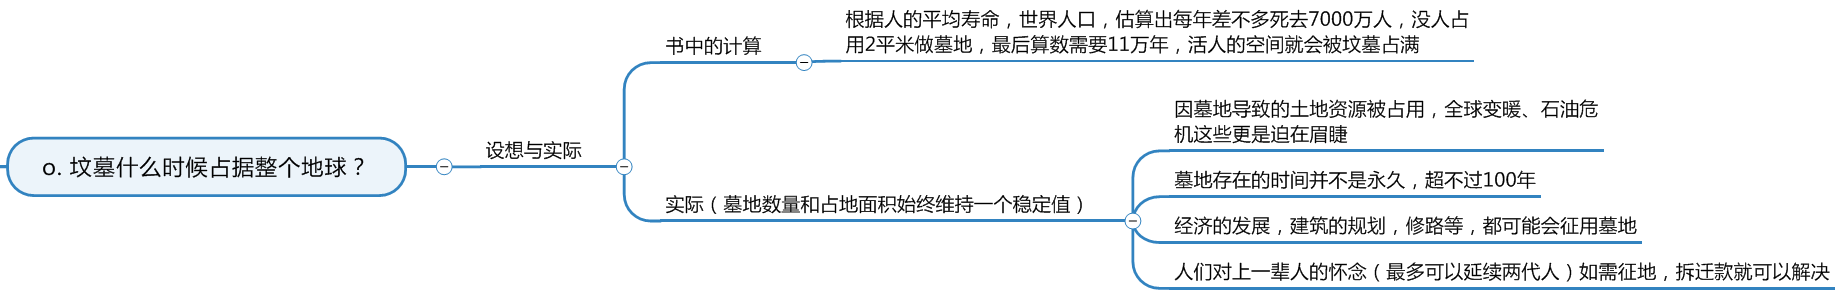 o. 坟墓什么时候占据整个地球？
设想与实际
书中的计算
根据人的平均寿命，世界人口，估算出每年差不多死去7000万人，没人占
用2平米做墓地，最后算数需要11万年，活人的空间就会被坟墓占满
实际（墓地数量和占地面积始终维持一个稳定值）
因墓地导致的土地资源被占用，全球变暖、石油危
机这些更是迫在眉睫
墓地存在的时间并不是永久，超不过100年
经济的发展，建筑的规划，修路等，都可能会征用墓地
人们对上一辈人的怀念（最多可以延续两代人）如需征地，拆迁款就可以解决